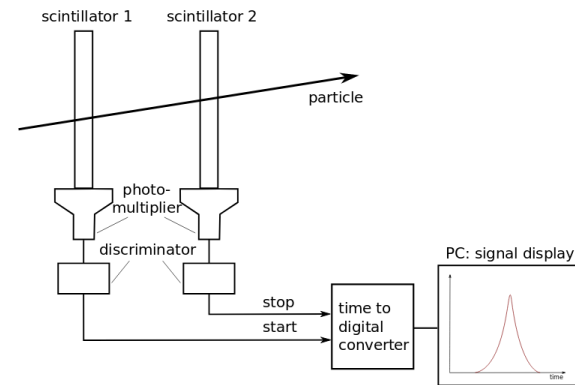 scintillator 1
scintillator 2
particle
photo-
multiplier
discriminator
PC: signal display
stop
start
time to
digital
converter
time